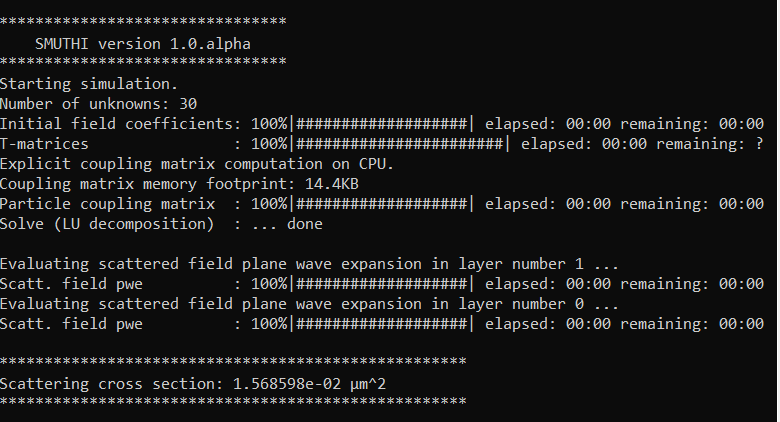 ********************************
SMUTHI version 1.0.alpha
********************************
Starting simulation.
Number of unknowns: 30
Initial field coefficients: 100%|###################| elapsed: 00:00 remaining: 00:00
T-matrices                : 100%|#######################| elapsed: 00:00 remaining: ?
Explicit coupling matrix computation on CPU.
Coupling matrix memory footprint: 14.4KB
Particle coupling matrix  : 100%|###################| elapsed: 00:00 remaining: 00:00
Solve (LU decomposition)  : ... done
Evaluating scattered field plane wave expansion in layer number 1 ...
Scatt. field pwe          : 100%|###################| elapsed: 00:00 remaining: 00:00
Evaluating scattered field plane wave expansion in layer number 0 ...
Scatt. field pwe          : 100%|###################| elapsed: 00:00 remaining: 00:00
****************************************************
Scattering cross section: 1.568598e-02 µm^2
****************************************************